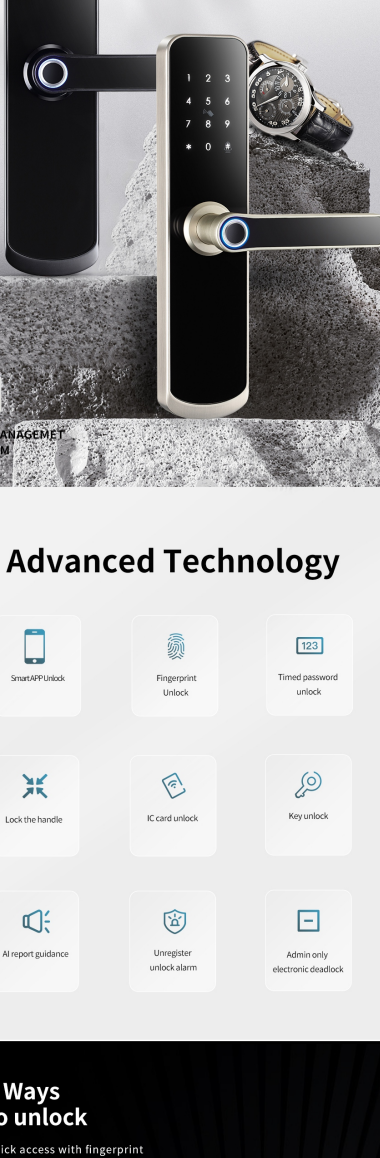 1 2 3
4 5 6
7 8 9
* 0 #
ANAGEMET
M
Advanced Technology
Smart APP Unlock
Fingerprint
Unlock
123
Timed password
unlock
Lock the handle
IC card unlock
Key unlock
AI report guidance
Unregister
unlock alarm
Admin only
electronic deadlock
Ways
o unlock
ick access with fingerprint